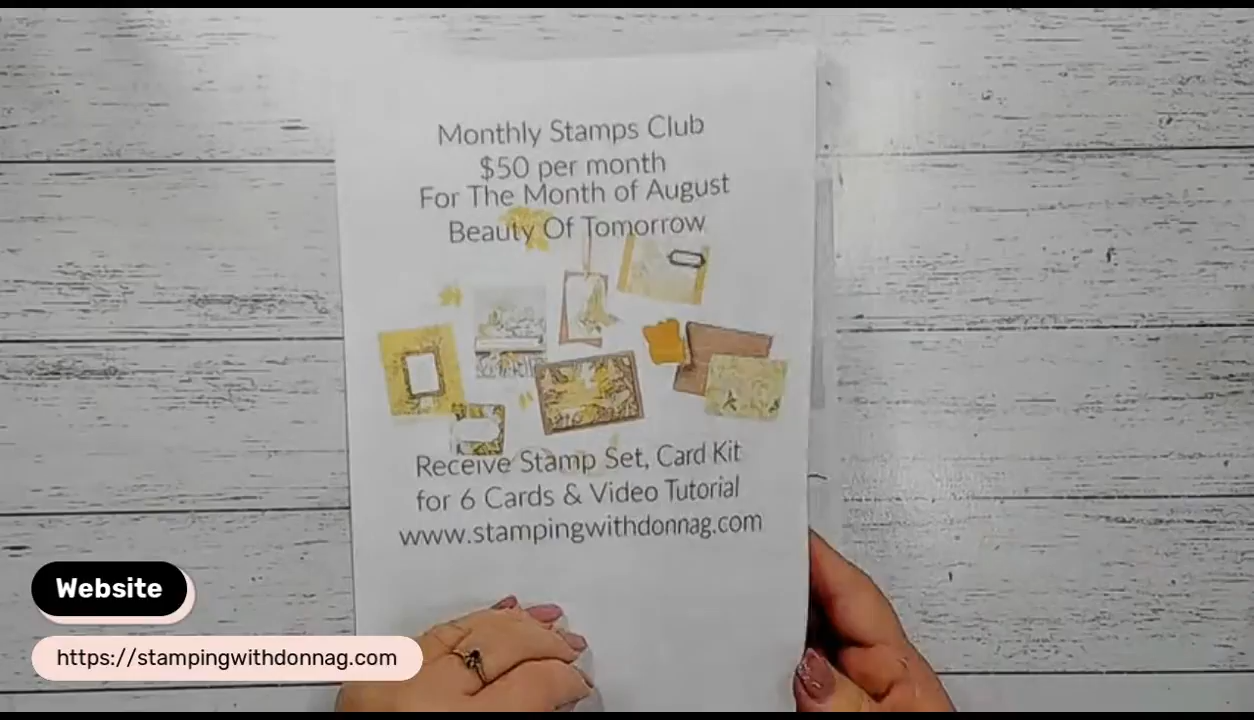 Monthly Stamps Club
$50 per month
For The Month of August
Beauty Of Tomorrow
Receive Stamp Set, Card Kit
for 6 Cards & Video Tutorial
www.stampingwithdonnag.com
Website
https://stampingwithdonnag.com